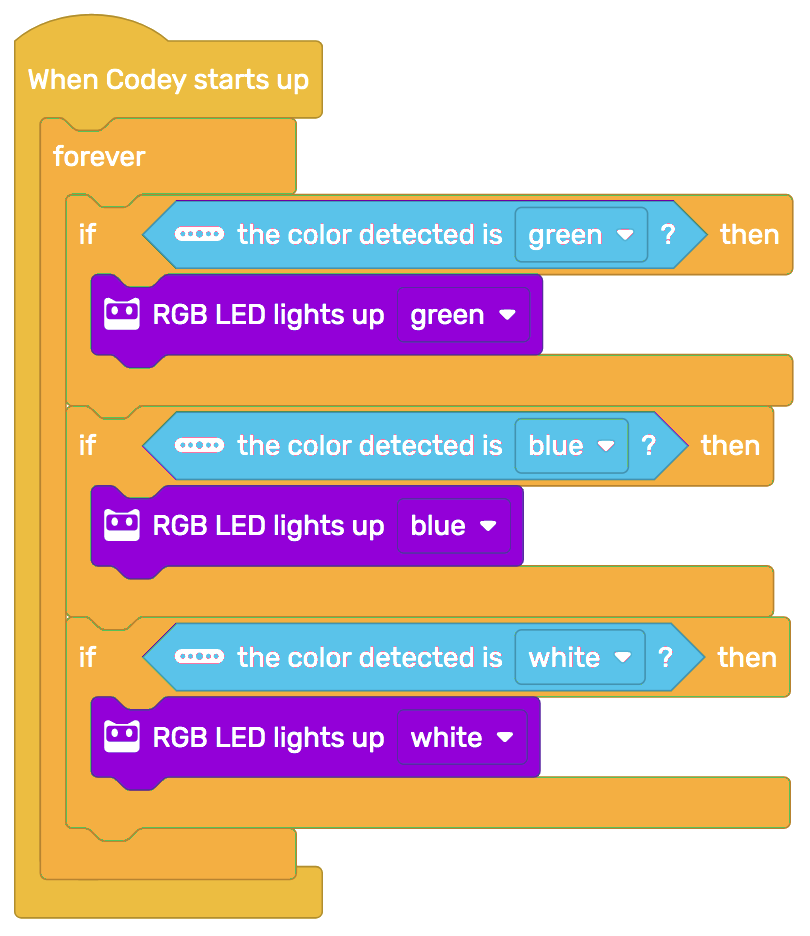 When Codey starts up
forever
if the color detected is green ? then
RGB LED lights up green
if the color detected is blue ? then
RGB LED lights up blue
if the color detected is white ? then
RGB LED lights up white